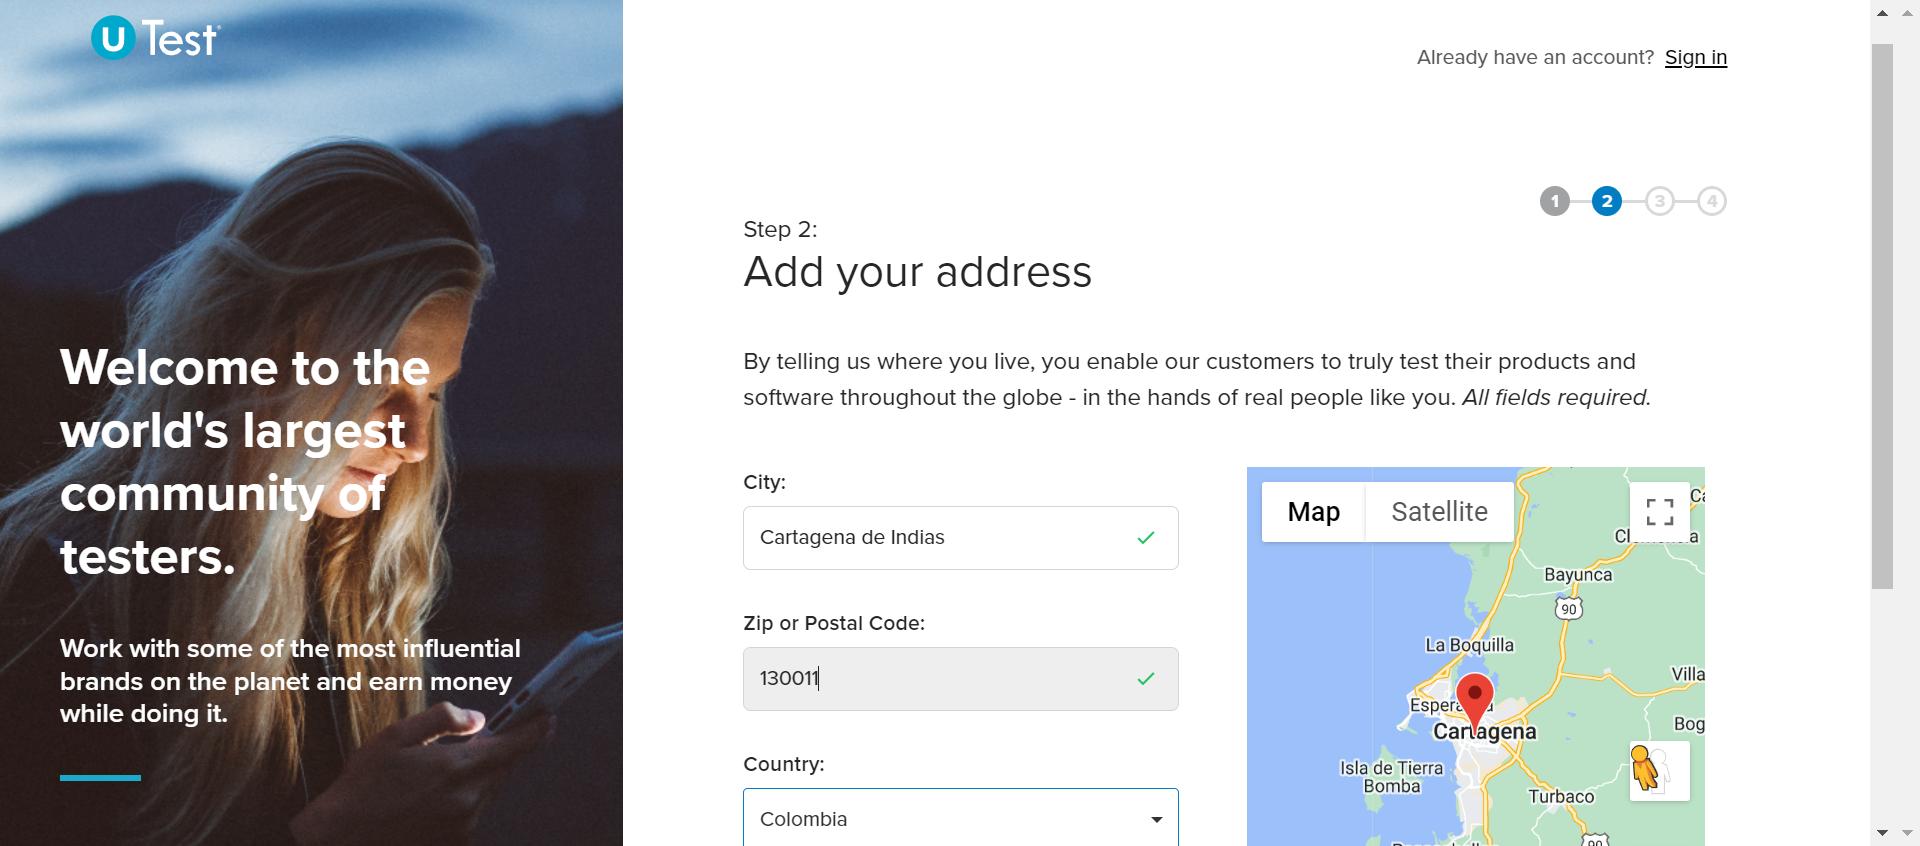 U Test
Already have an account? Sign in
1 2 3 4
Step 2:
Add your address
Welcome to the
world's largest
community of
testers.
Work with some of the most influential
brands on the planet and earn money
while doing it.
By telling us where you live, you enable our customers to truly test their products and
software throughout the globe - in the hands of real people like you. All fields required.
City:
Cartagena de Indias
Zip or Postal Code:
130011
Country:
Colombia
Map Satellite
Bayunca
90
La Boquilla
Villa
Bog
Cartagena
Isla de Tierra
Bomba
Turbaco
90